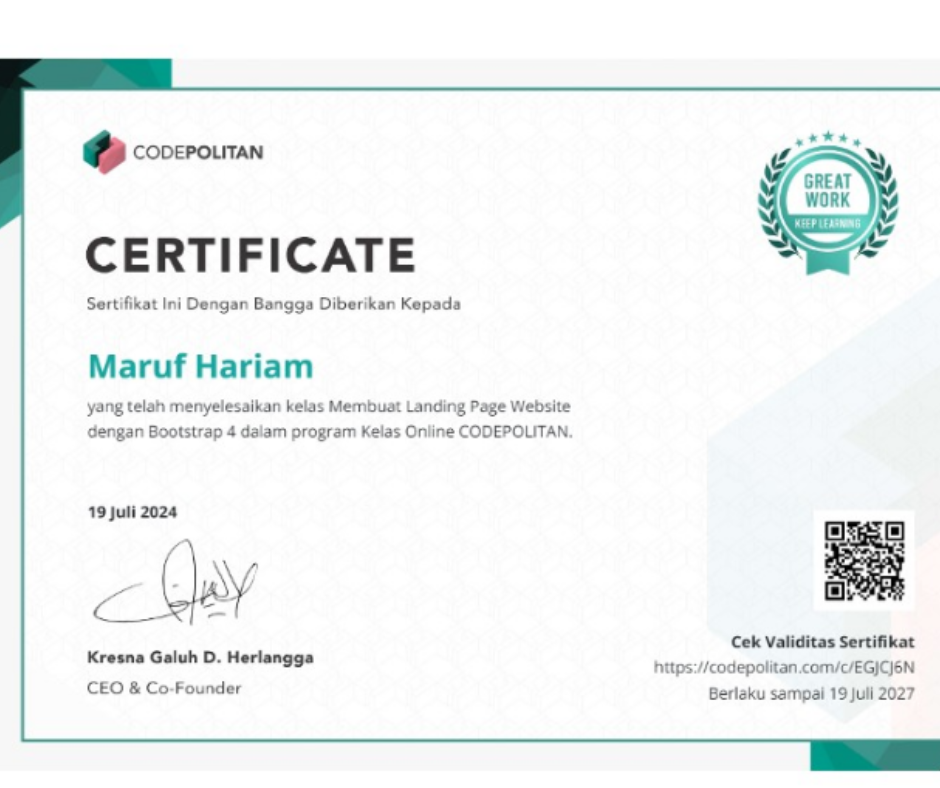 CODEPOLITAN
GREAT
WORK
KEEP LEARNING
CERTIFICATE
Sertifikat Ini Dengan Bangga Diberikan Kepada
Maruf Hariam
yang telah menyelesaikan kelas Membuat Landing Page Website
dengan Bootstrap 4 dalam program Kelas Online CODEPOLITAN.
19 Juli 2024
Kresna Galuh D. Herlangga
CEO & Co-Founder
Cek Validitas Sertifikat
https://codepolitan.com/c/EGJCJ6N
Berlaku sampai 19 Juli 2027